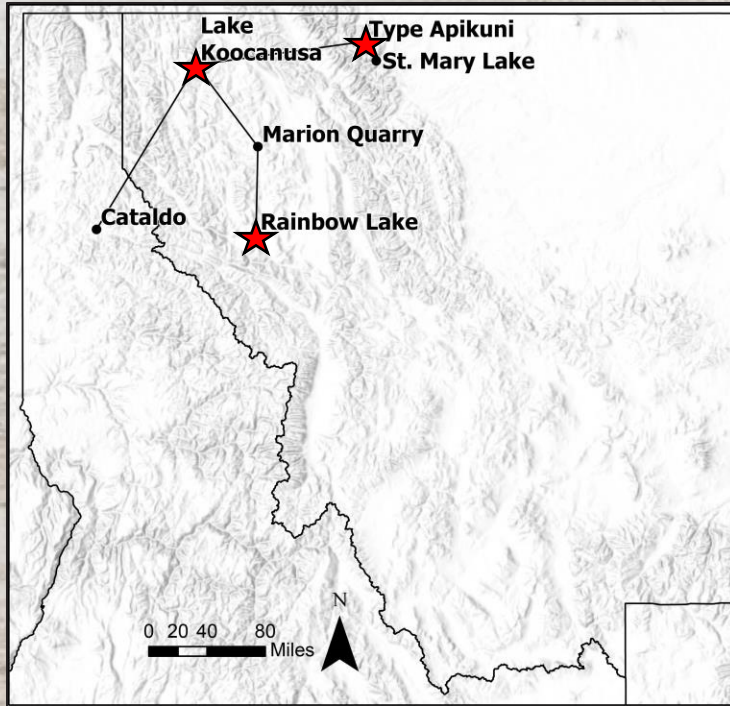 Lake
Koocanusa
Type Apikuni
St. Mary Lake
Marion Quarry
Cataldo
Rainbow Lake
N
0 20 40 80
Miles